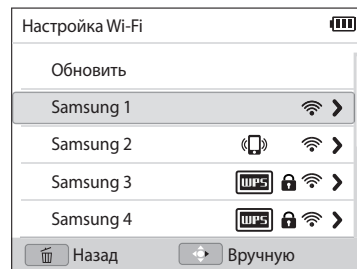 Настройка Wi-Fi
Обновить
Samsung 1
Samsung 2
Samsung 3 WPS
Samsung 4 WPS
Назад Вручную